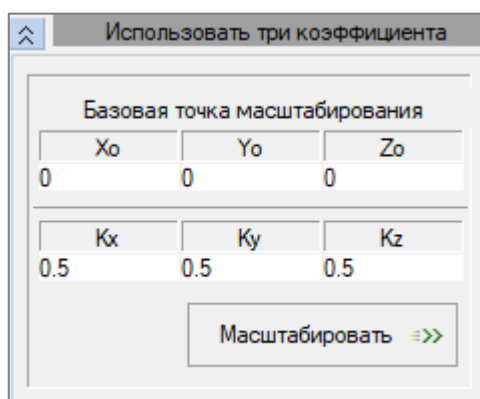 Использовать три коэффициента
Базовая точка масштабирования
Xo Yo Zo
0 0 0
Kx Ky Kz
0.5 0.5 0.5
Масштабировать